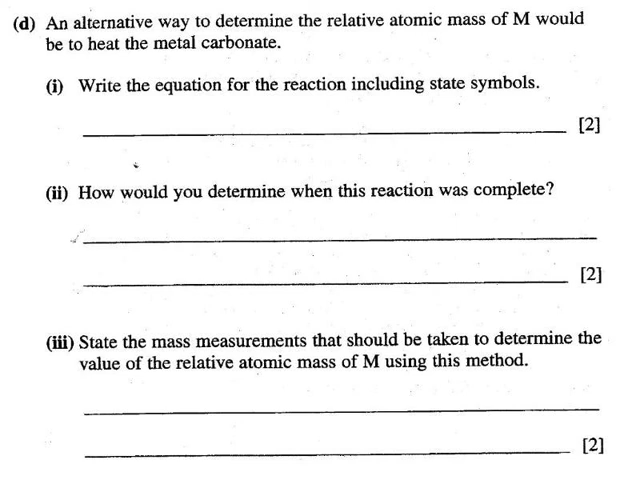 (d) An alternative way to determine the relative atomic mass of M would
be to heat the metal carbonate.
(i) Write the equation for the reaction including state symbols.
[2]
(ii) How would you determine when this reaction was complete?
[2]
(iii) State the mass measurements that should be taken to determine the
value of the relative atomic mass of M using this method.
[2]